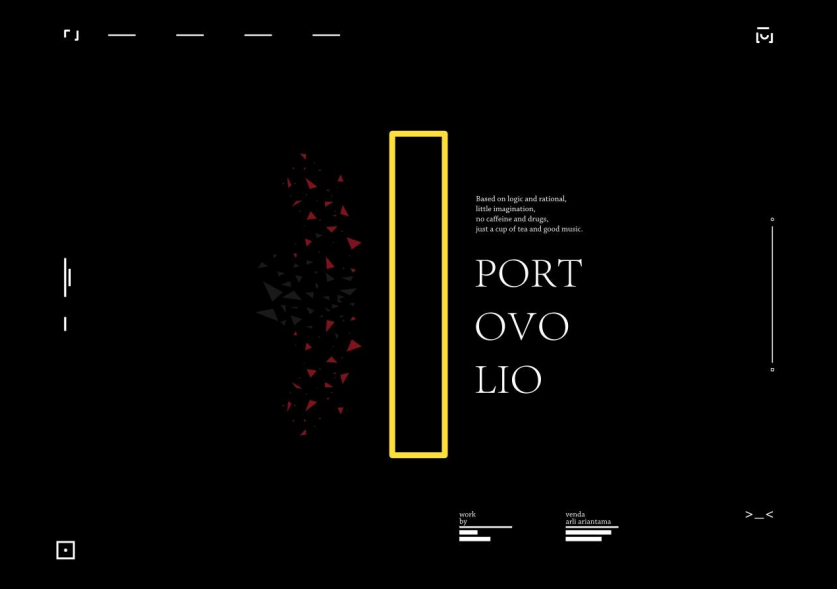 Based on logic and rational,
little imagination,
no caffeine and drugs,
just a cup of tea and good music.
PORT
OVO
LIO
work
by
venda
arli ariantama
>_<